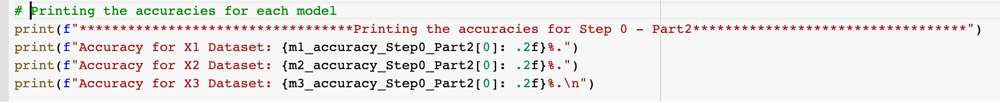 # Printing the accuracies for each model
print(f"**********************************Printing the accuracies for Step 0 - Part2**********************************")
print(f"Accuracy for X1 Dataset: {m1_accuracy_Step0_Part2[0]: .2f}%.")
print(f"Accuracy for X2 Dataset: {m2_accuracy_Step0_Part2[0]: .2f}%.")
print(f"Accuracy for X3 Dataset: {m3_accuracy_Step0_Part2[0]: .2f}%.\n")